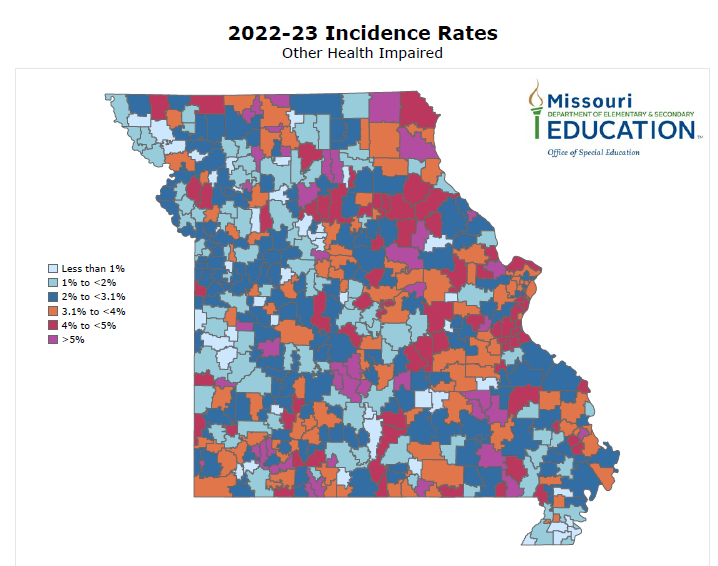 2022-23 Incidence Rates
Other Health Impaired
Missouri
DEPARTMENT OF ELEMENTARY & SECONDARY
EDUCATION
Office of Special Education
Less than 1%
1% to <2%
2% to <3.1%
3.1% to <4%
4% to <5%
>5%